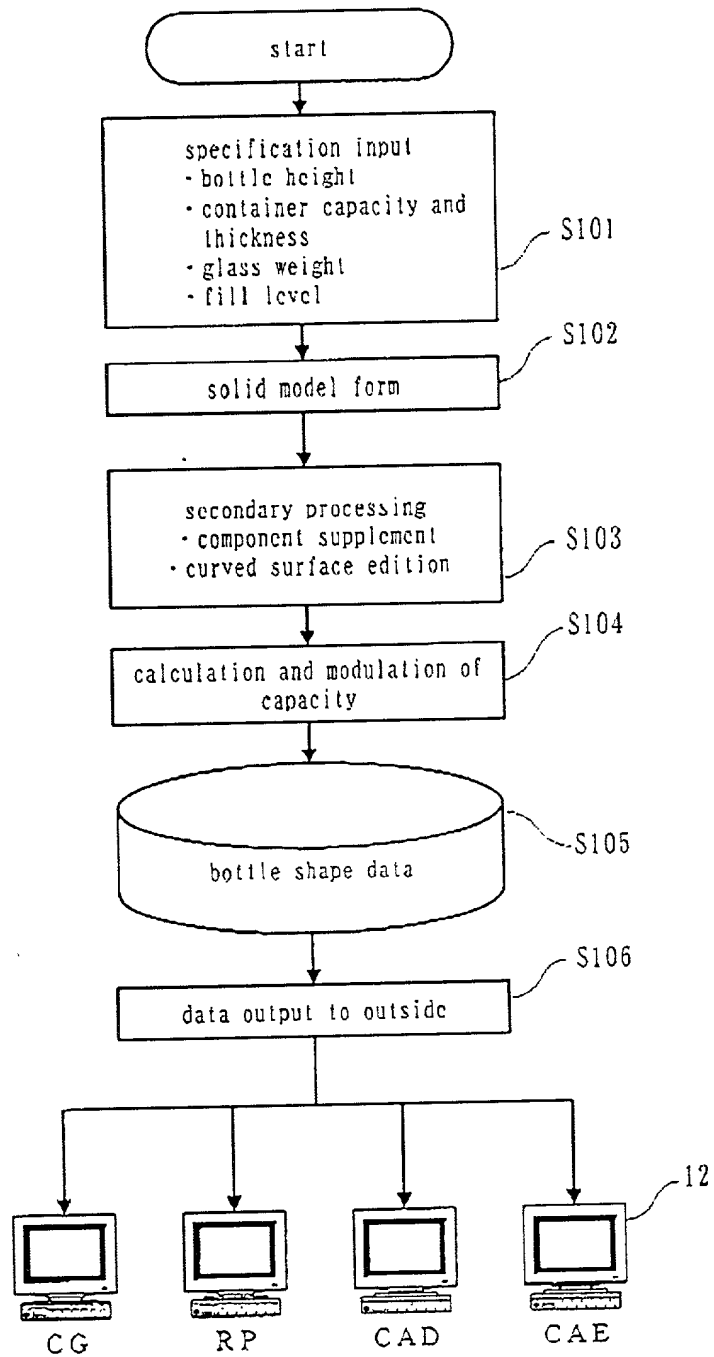 start
specification input
・bottle height
・container capacity and
thickness
・glass weight
・fill level
S101
S102
solid model form
secondary processing
・component supplement
・curved surface edition
S103
S104
calculation and modulation of
capacity
S105
bottle shape data
S106
data output to outside
12
CG
RP
CAD
CAE